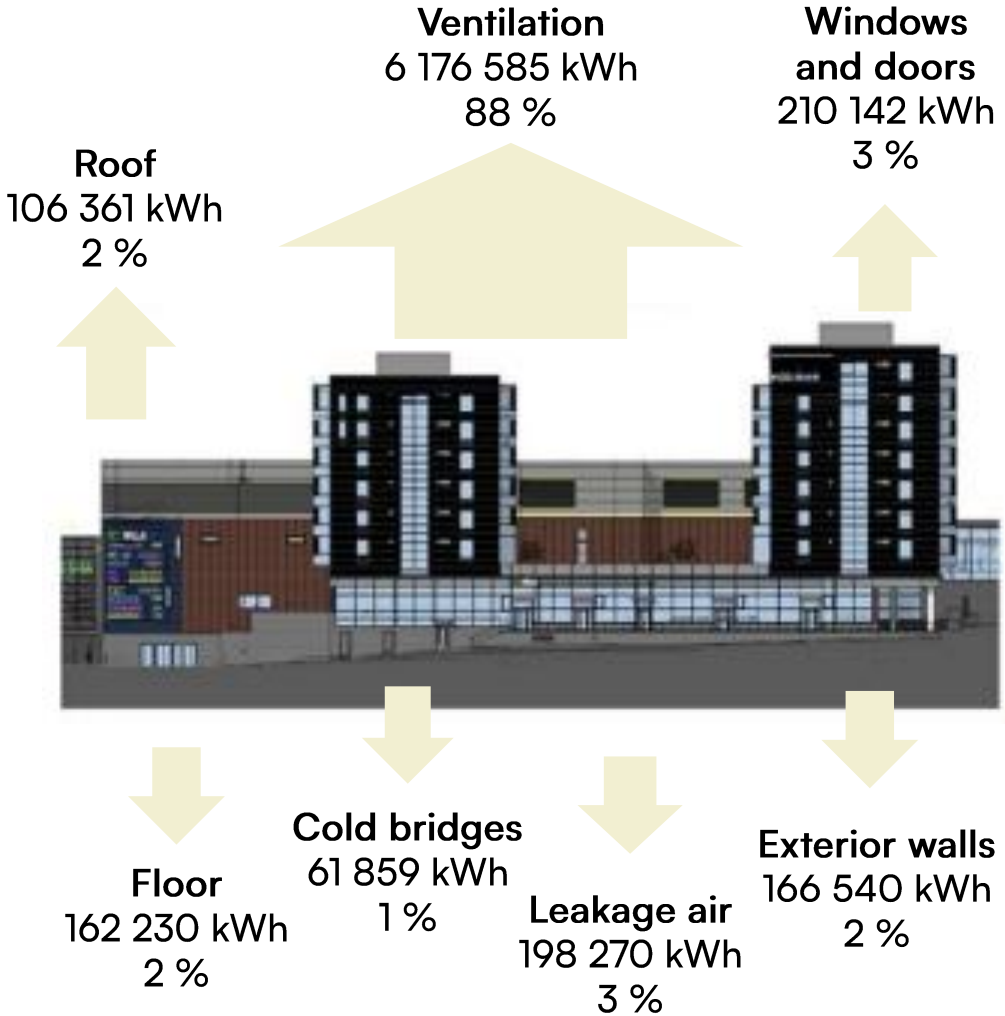 Ventilation
6 176 585 kWh
88 %
Windows
and doors
210 142 kWh
3 %
Roof
106 361 kWh
2 %
Floor
162 230 kWh
2 %
Cold bridges
61 859 kWh
1 %
Leakage air
198 270 kWh
3 %
Exterior walls
166 540 kWh
2 %